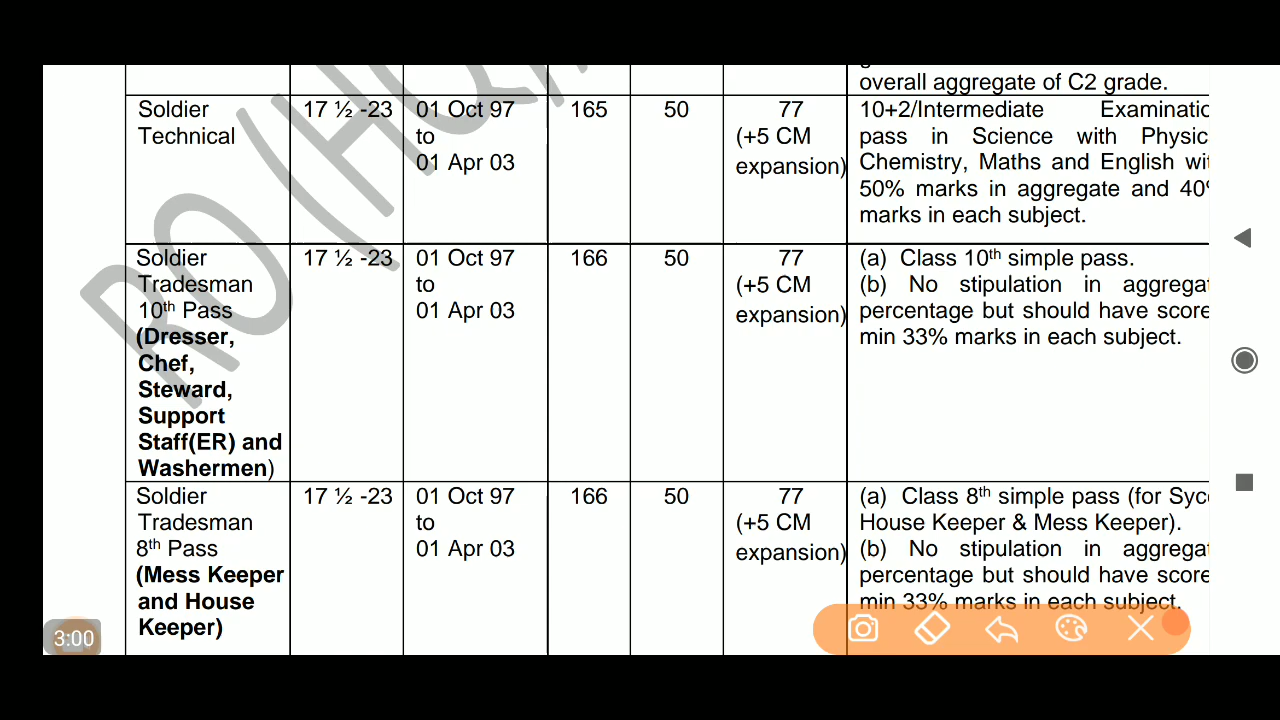 overall aggregate of C2 grade.
Soldier
Technical
17 ½ -23
01 Oct 97
to
01 Apr 03
165
50
77
(+5 CM
expansion)
10+2/Intermediate Examinatio
pass in Science with Physic
Chemistry, Maths and English wi
50% marks in aggregate and 40
marks in each subject.
Soldier
Tradesman
10th Pass
(Dresser,
Chef,
Steward,
Support
Staff(ER) and
Washermen)
17 ½ -23
01 Oct 97
to
01 Apr 03
166
50
77
(+5 CM
expansion)
(a) Class 10th simple pass.
(b) No stipulation in aggregat
percentage but should have score
min 33% marks in each subject.
Soldier
Tradesman
8th Pass
(Mess Keeper
and House
Keeper)
17 ½ -23
01 Oct 97
to
01 Apr 03
166
50
77
(+5 CM
expansion)
(a) Class 8th simple pass (for Syc
House Keeper & Mess Keeper).
(b) No stipulation in aggregat
percentage but should have score
min 33% marks in each subject.
RO (HQ)
3:00